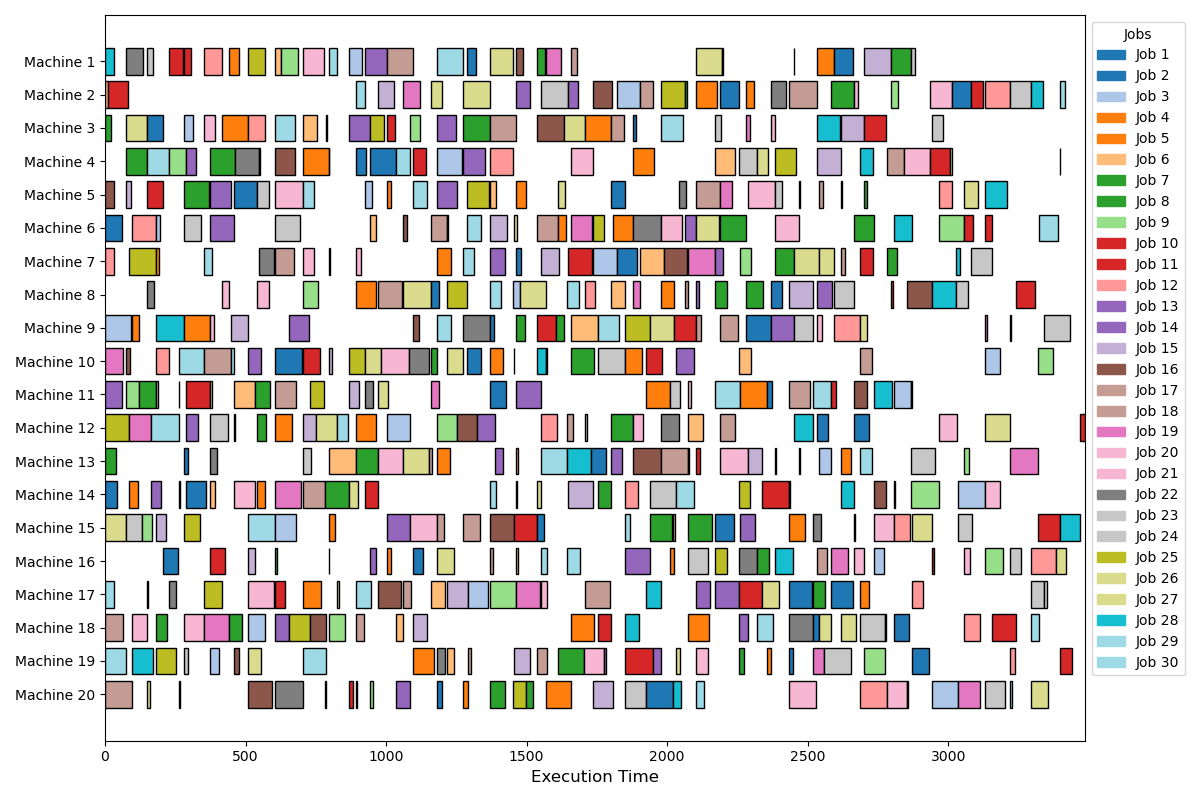 Machine 1
Machine 2
Machine 3
Machine 4
Machine 5
Machine 6
Machine 7
Machine 8
Machine 9
Machine 10
Machine 11
Machine 12
Machine 13
Machine 14
Machine 15
Machine 16
Machine 17
Machine 18
Machine 19
Machine 20
0 500 1000 1500 2000 2500 3000
Execution Time
Jobs
Job 1
Job 2
Job 3
Job 4
Job 5
Job 6
Job 7
Job 8
Job 9
Job 10
Job 11
Job 12
Job 13
Job 14
Job 15
Job 16
Job 17
Job 18
Job 19
Job 20
Job 21
Job 22
Job 23
Job 24
Job 25
Job 26
Job 27
Job 28
Job 29
Job 30